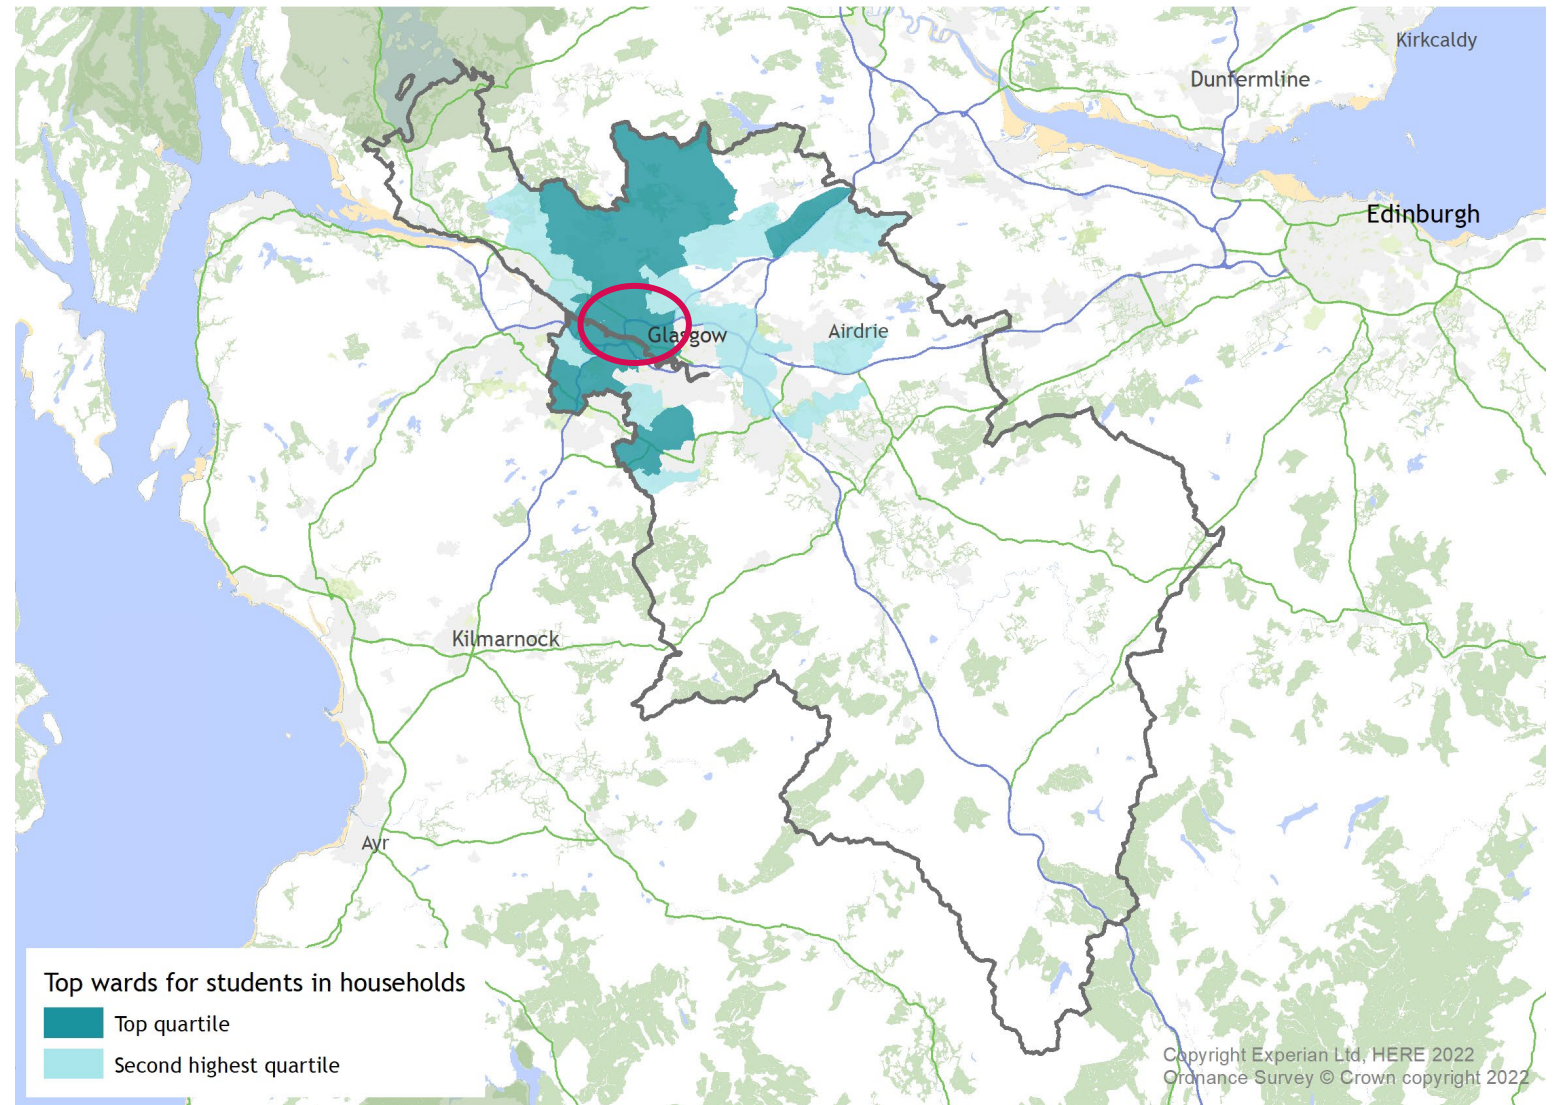 Kirkcaldy
Dunfermline
Edinburgh
Glasgow
Airdrie
Kilmarnock
Ayr
Top wards for students in households
Top quartile
Second highest quartile
Copyright Experian Ltd, HERE 2022
Ordnance Survey © Crown copyright 2022